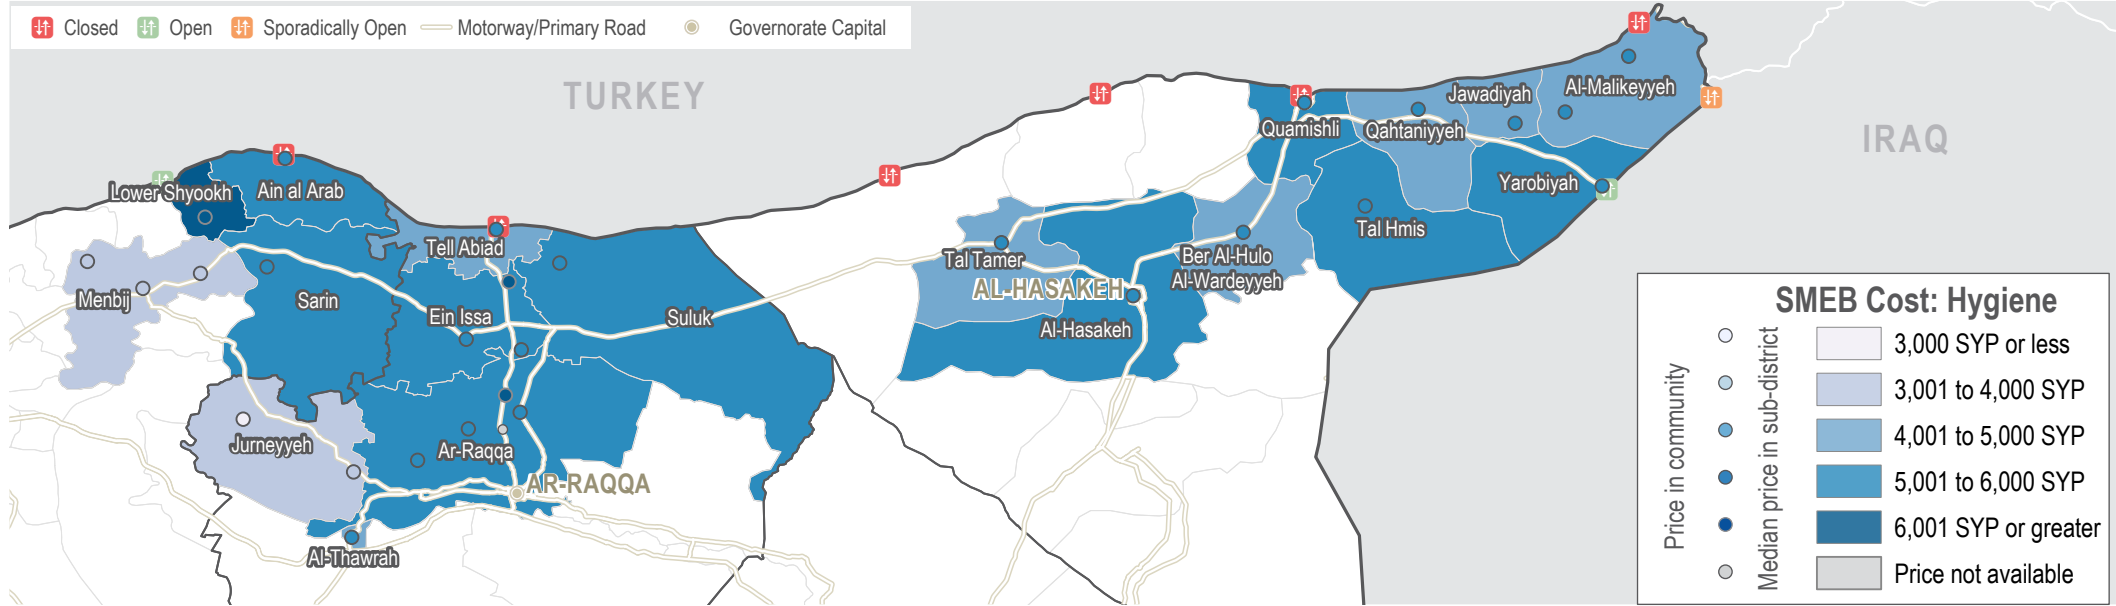 Closed
Open
Sporadically Open
Motorway/Primary Road
Governorate Capital
TURKEY
IRAQ
Lower Shyookh
Ain al Arab
Tell Abiad
Menbij
Sarin
Ein Issa
Suluk
Jurneyyeh
Ar-Raqqa
AR-RAQQA
Al-Thawrah
Tal Tamer
AL-HASAKEH
Al-Hasakeh
Ber Al-Hulo
Al-Wardeyyeh
Quamishli
Qahtaniyyeh
Jawadiyah
Al-Malikeyyeh
Yarobiyah
Tal Hmis
SMEB Cost: Hygiene
Price in community
Median price in sub-district
3,000 SYP or less
3,001 to 4,000 SYP
4,001 to 5,000 SYP
5,001 to 6,000 SYP
6,001 SYP or greater
Price not available